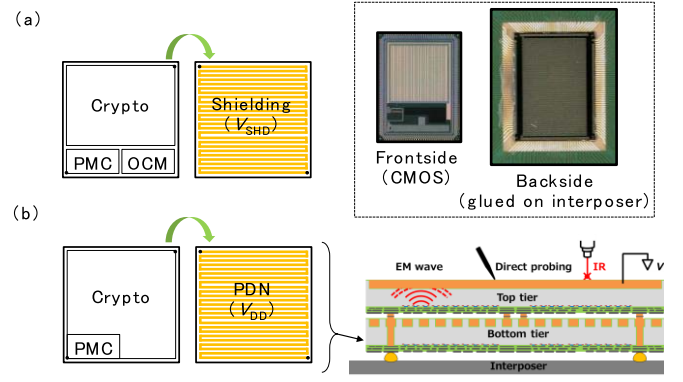 (a)
Crypto
PMC
OCM
Shielding
(VSHD)
Frontside
(CMOS)
Backside
(glued on interposer)
(b)
Crypto
PMC
PDN
(VDD)
EM wave
Direct probing
IR
V
Top tier
Bottom tier
Interposer